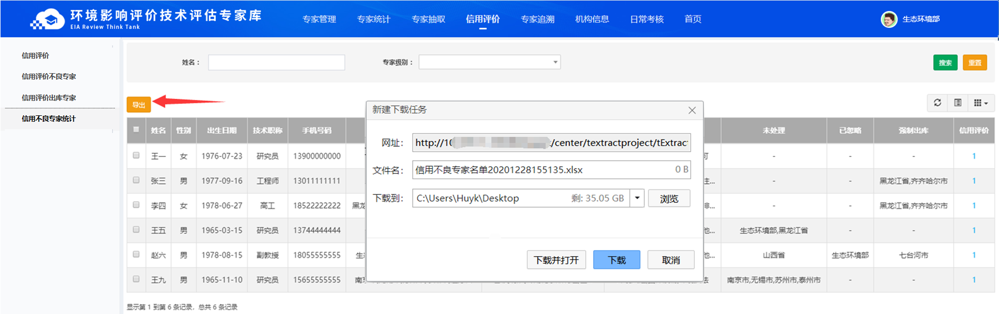 环境影响评价技术评估专家库
EIA Review Think Tank
专家管理 专家统计 专家抽取 信用评价 专家追溯 机构信息 日常考核 首页
生态环境部
信用评价
信用评价不良专家
信用评价出库专家
信用不良专家统计
姓名： 专家级别： 搜索 重置
导出
姓名 性别 出生日期 技术职称 手机号码 未处理 已忽略 强制出库 信用评价
王一 女 1976-07-23 研究员 13900000000 - - - 1
张三 男 1977-09-16 工程师 13011111111 - - 黑龙江省,齐齐哈尔市 1
李四 女 1978-06-27 高工 18522222222 黑龙 - - 黑龙江省,齐齐哈尔市 1
王五 男 1965-03-15 研究员 13744444444 他... 生态环境部,黑龙江省 - - 1
赵六 男 1978-08-15 副教授 18055555555 生 他... 山西省 生态环境部 七台河市 1
王九 男 1965-11-10 研究员 15655555555 南京 法 南京市,无锡市,苏州市,泰州市 - - 1
显示第 1 到第 6 条记录，总共 6 条记录
新建下载任务
网址： http://10 /center/textractproject/tExtract
文件名： 信用不良专家名单20201228155135.xlsx 0 B
下载到： C:\Users\Huyk\Desktop 剩: 35.05 GB 浏览
下载并打开 下载 取消